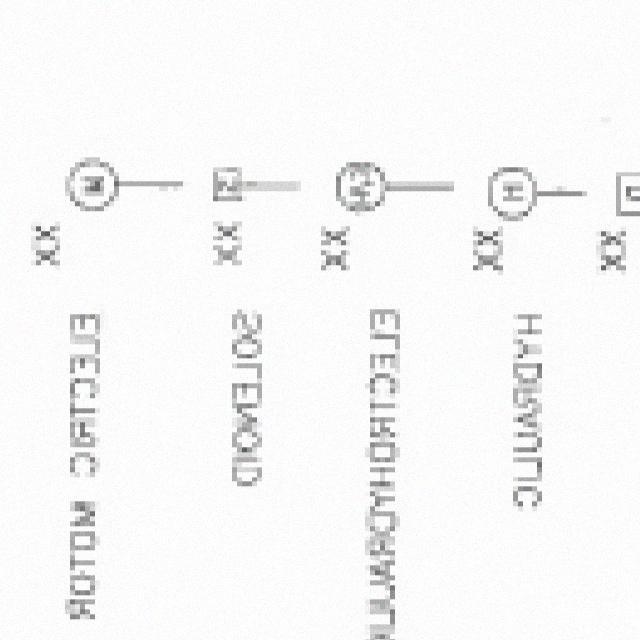 M
XX
ELECTRIC MOTOR
XX
SOLENOID
XX
ELECTROHYDRAULIC
H
XX
HYDRAULIC
XX